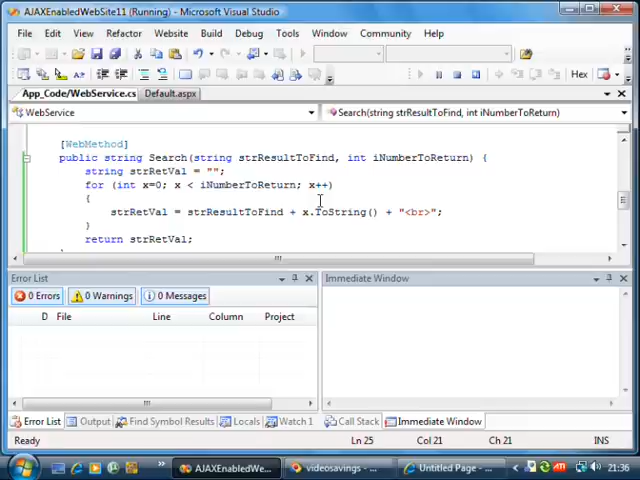 AJAXEnabledWebSite11 (Running) - Microsoft Visual Studio
File Edit View Refactor Website Build Debug Tools Window Community Help
Hex
App_Code/WebService.cs Default.aspx
WebService Search(string strResultToFind, int iNumberToReturn)
[WebMethod]
public string Search(string strResultToFind, int iNumberToReturn) {
string strRetVal = "";
for (int x=0; x < iNumberToReturn; x++)
{
strRetVal = strResultToFind + x.ToString() + "<br>";
}
return strRetVal;
Error List Immediate Window
0 Errors 0 Warnings 0 Messages
D File Line Column Project
Error List Output Find Symbol Results Locals Watch 1 Call Stack Immediate Window
Ready Ln 25 Col 21 Ch 21 INS
AJAXEnabledWe... videosavings - ... Untitled Page - ... 21:36